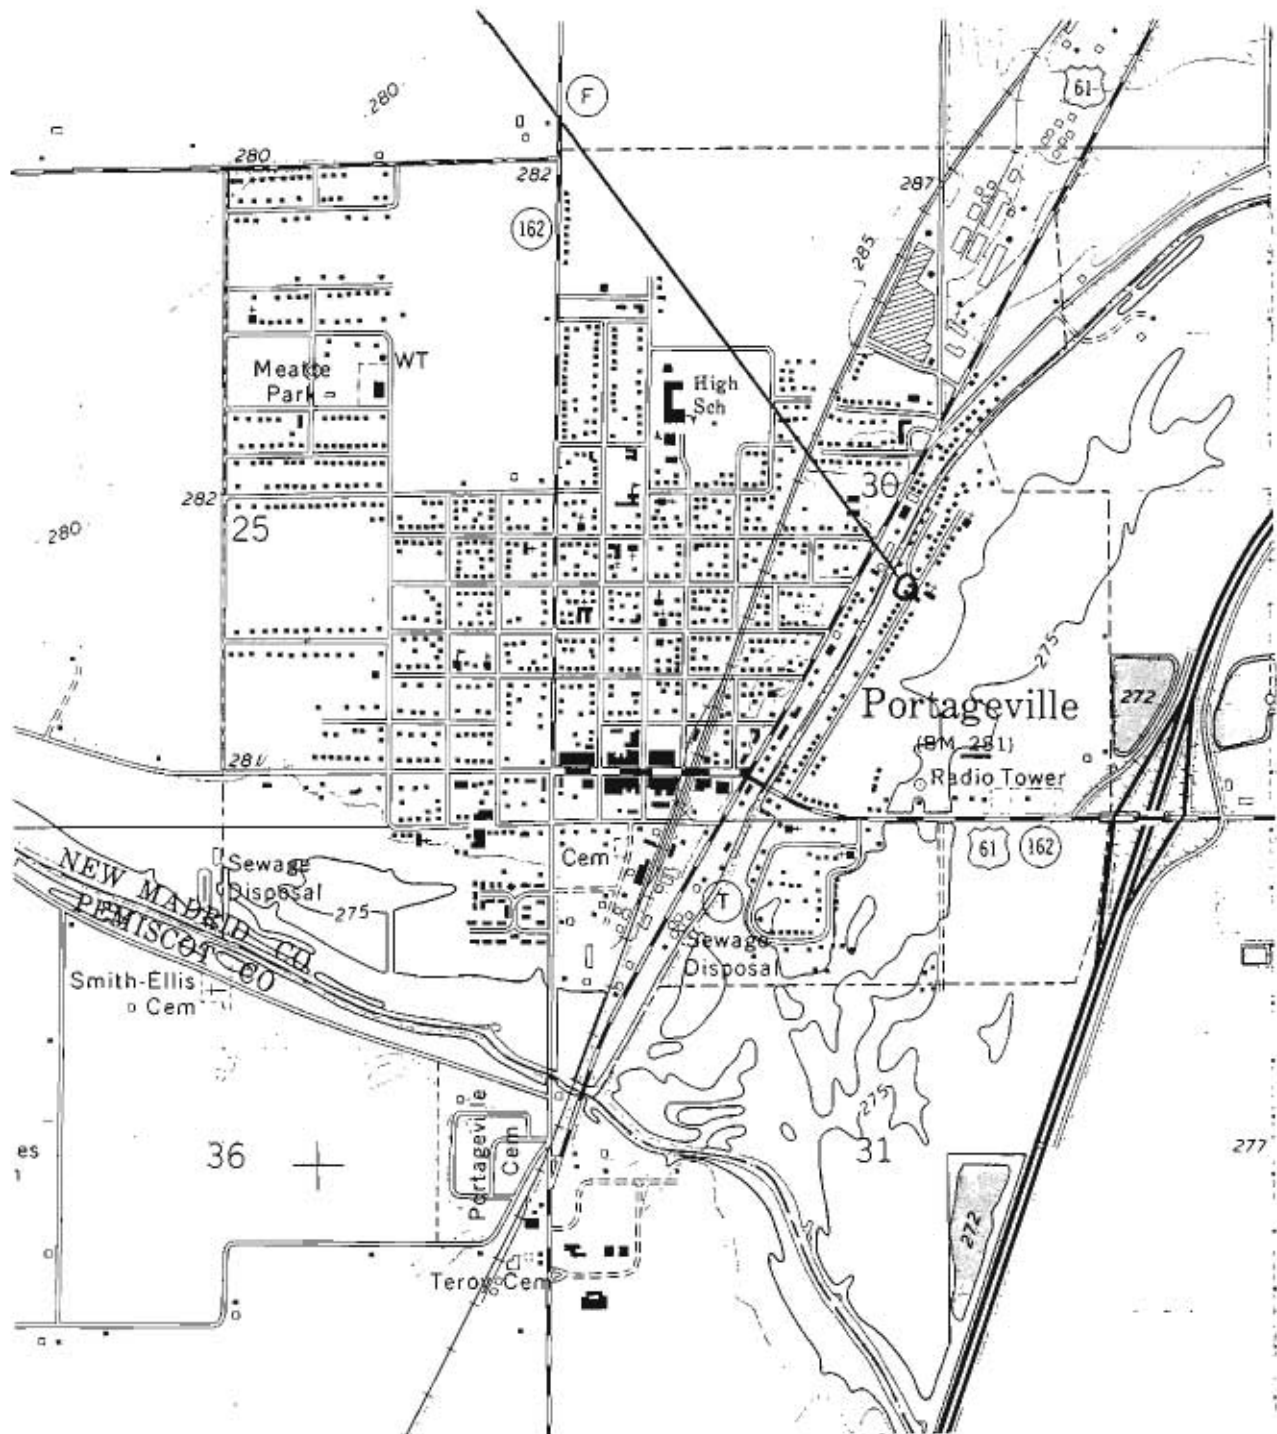 F
61
280
280
282
287
162
285
WT
Meatte
Park
High
Sch
282
30
25
280
275
Portageville
272
(BM 281)
281
Radio Tower
61
162
Cem
NEW MADRID CO
PEMISCOT CO
Sewage
Disposal
275
T
Sewage
Disposal
Smith-Ellis
Cem
275
Portageville
Cem
36
31
es
277
272
Teroy Cem